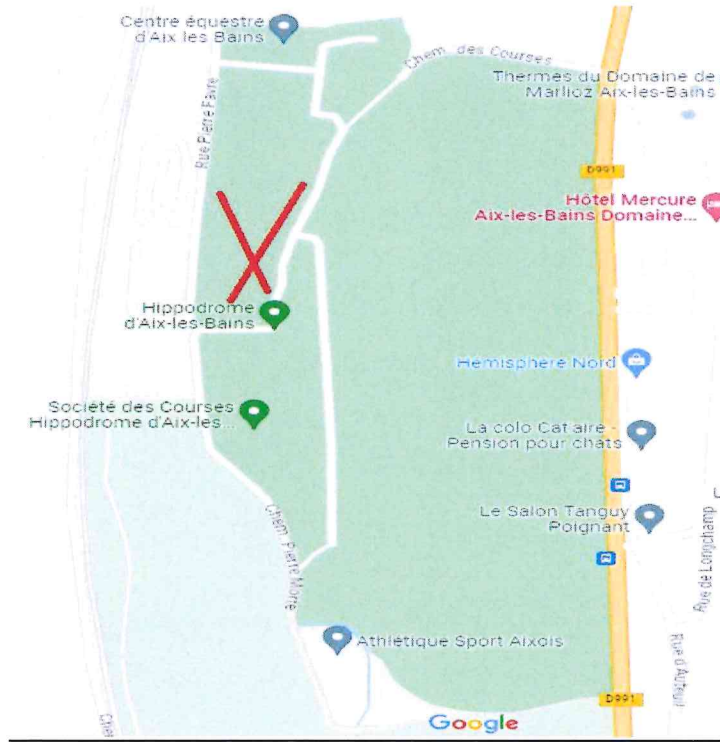 Centre équestre
d'Aix les Bains
Chem. des Courses
Thermes du Domaine de
Marlioz Aix-les-Bains
Rue Pierre Favre
D991
Hôtel Mercure
Aix-les-Bains Domaine...
Hippodrome
d'Aix-les-Bains
Hémisphère Nord
Société des Courses
Hippodrome d'Aix-les...
La colo Cat'aire -
Pension pour chats
Le Salon Tanguy
Poignant
Rue de Longchamp
Chem. Pierre Morre
Athlétique Sport Aixois
Rue d'Auteuil
D991
Google